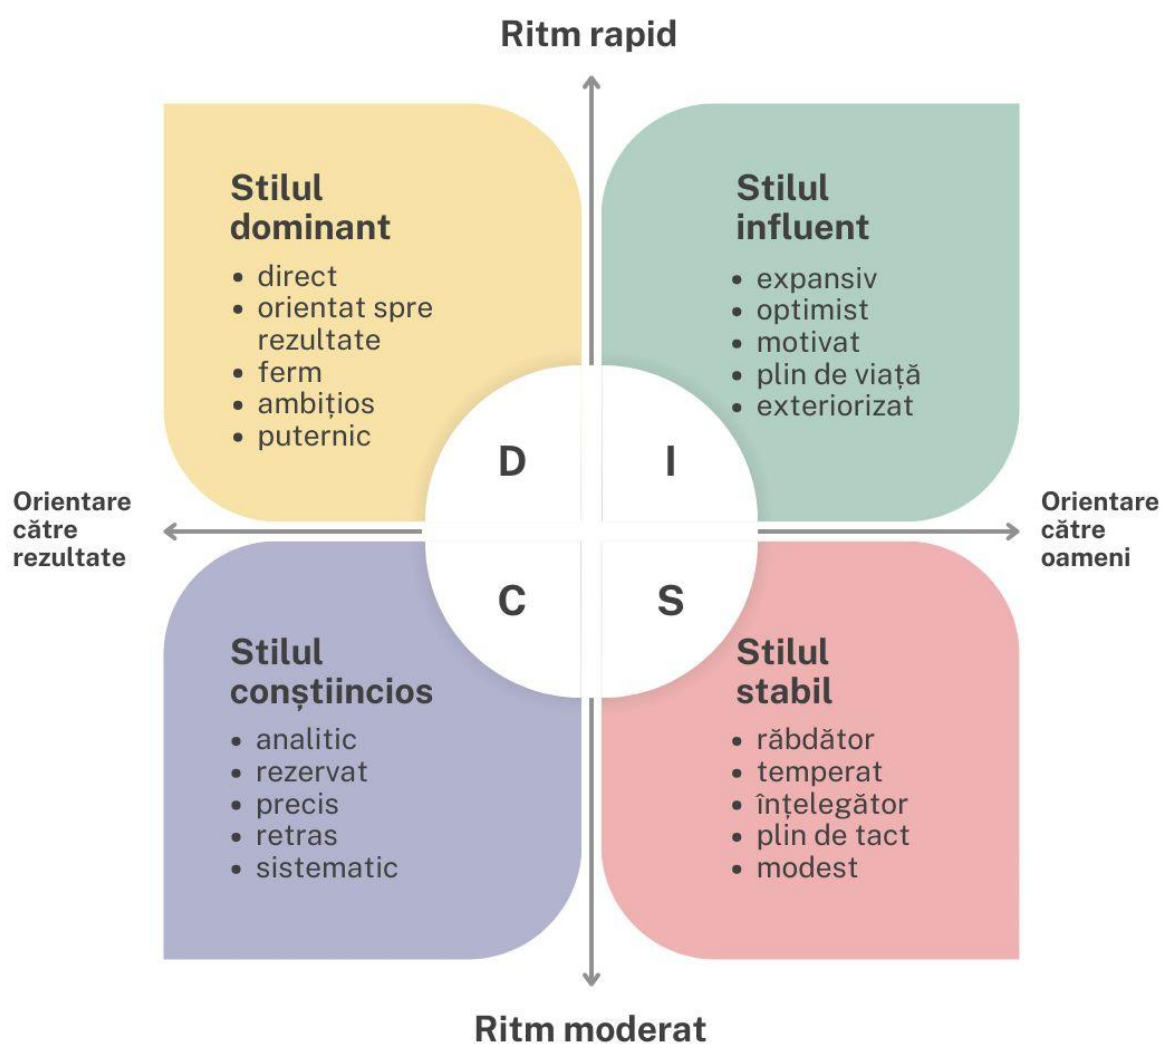 Ritm rapid
Stilul
dominant
• direct
• orientat spre
rezultate
• ferm
• ambițios
• puternic
Stilul
influent
• expansiv
• optimist
• motivat
• plin de viață
• exteriorizat
D
I
Orientare
către
rezultate
Orientare
către
oameni
C
S
Stilul
conștiincios
• analitic
• rezervat
• precis
• retras
• sistematic
Stilul
stabil
• răbdător
• temperat
• înțelegător
• plin de tact
• modest
Ritm moderat